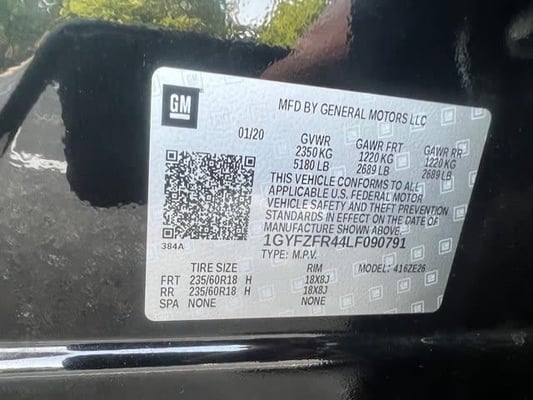 GM
MFD BY GENERAL MOTORS LLC
01/20
GVWR GAWR FRT GAWR RR
2350 KG 1220 KG 1220 KG
5180 LB 2689 LB 2689 LB
THIS VEHICLE CONFORMS TO ALL
APPLICABLE U.S. FEDERAL MOTOR
VEHICLE SAFETY AND THEFT PREVENTION
STANDARDS IN EFFECT ON THE DATE OF
MANUFACTURE SHOWN ABOVE.
384A
1GYFZFR44LF090791
TYPE: M.P.V. MODEL: 416ZE26
TIRE SIZE RIM
FRT 235/60R18 H 18X8J
RR 235/60R18 H 18X8J
SPA NONE NONE